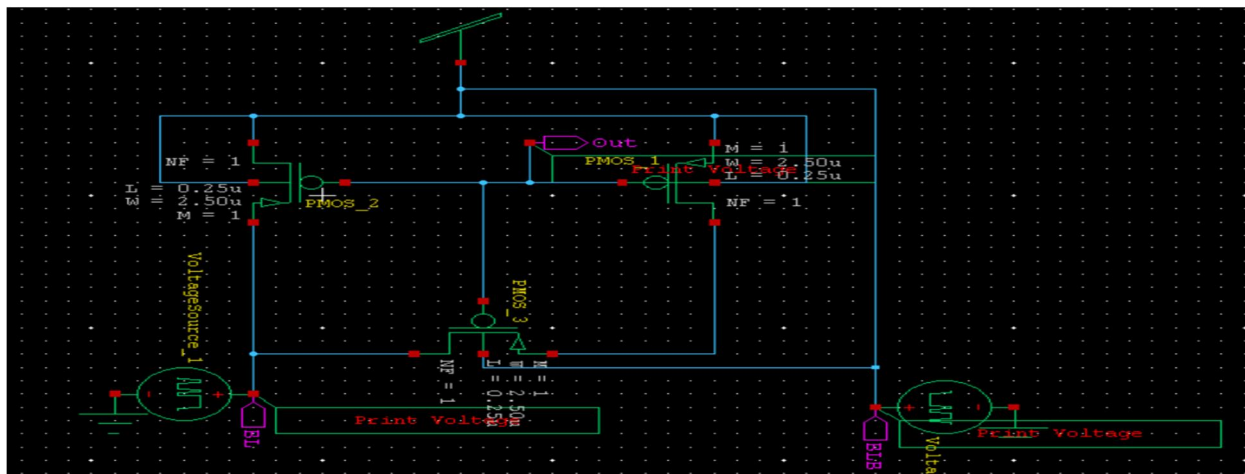 Out
M = 1
NF = 1
PMOS_1
Print Voltage
W = 2.50u
L = 0.25u
L = 0.25u
W = 2.50u
PMOS_2
NF = 1
M = 1
VoltageSource_1
PMOS_3
NF = 1
L = 0.25u
W = 2.50u
M = 1
Print Voltage
BL
Print Voltage
BLB
Volta